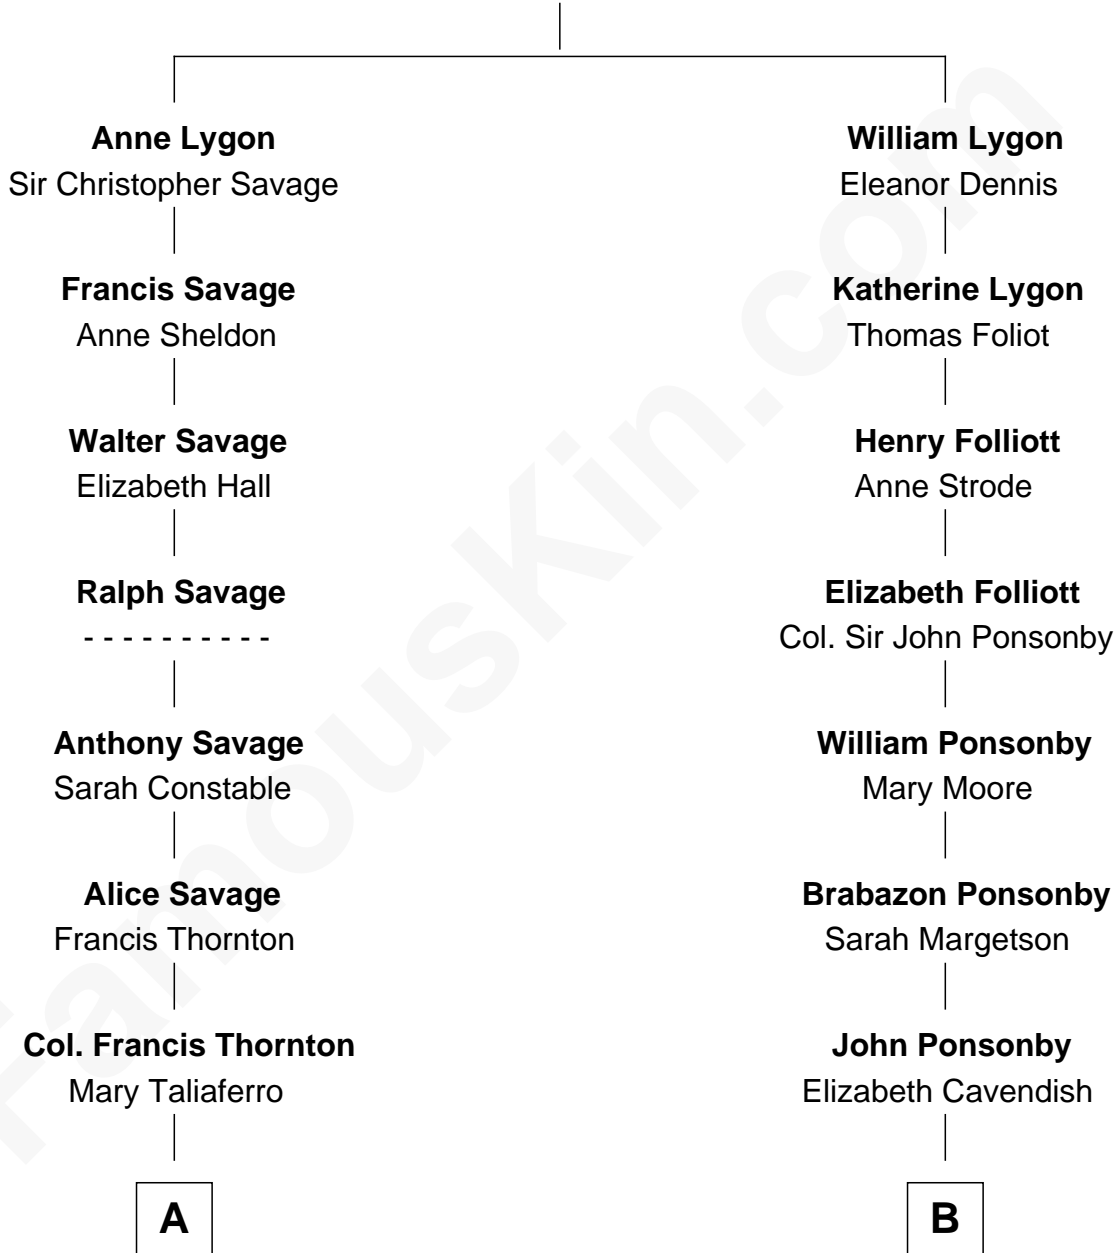 Anne Lygon
Sir Christopher Savage
Francis Savage
Anne Sheldon
Walter Savage
Elizabeth Hall
Ralph Savage
- - - - - - - - - -
Anthony Savage
Sarah Constable
Alice Savage
Francis Thornton
Col. Francis Thornton
Mary Taliaferro
A
William Lygon
Eleanor Dennis
Katherine Lygon
Thomas Foliot
Henry Folliott
Anne Strode
Elizabeth Folliott
Col. Sir John Ponsonby
William Ponsonby
Mary Moore
Brabazon Ponsonby
Sarah Margetson
John Ponsonby
Elizabeth Cavendish
B
FamousKin.com